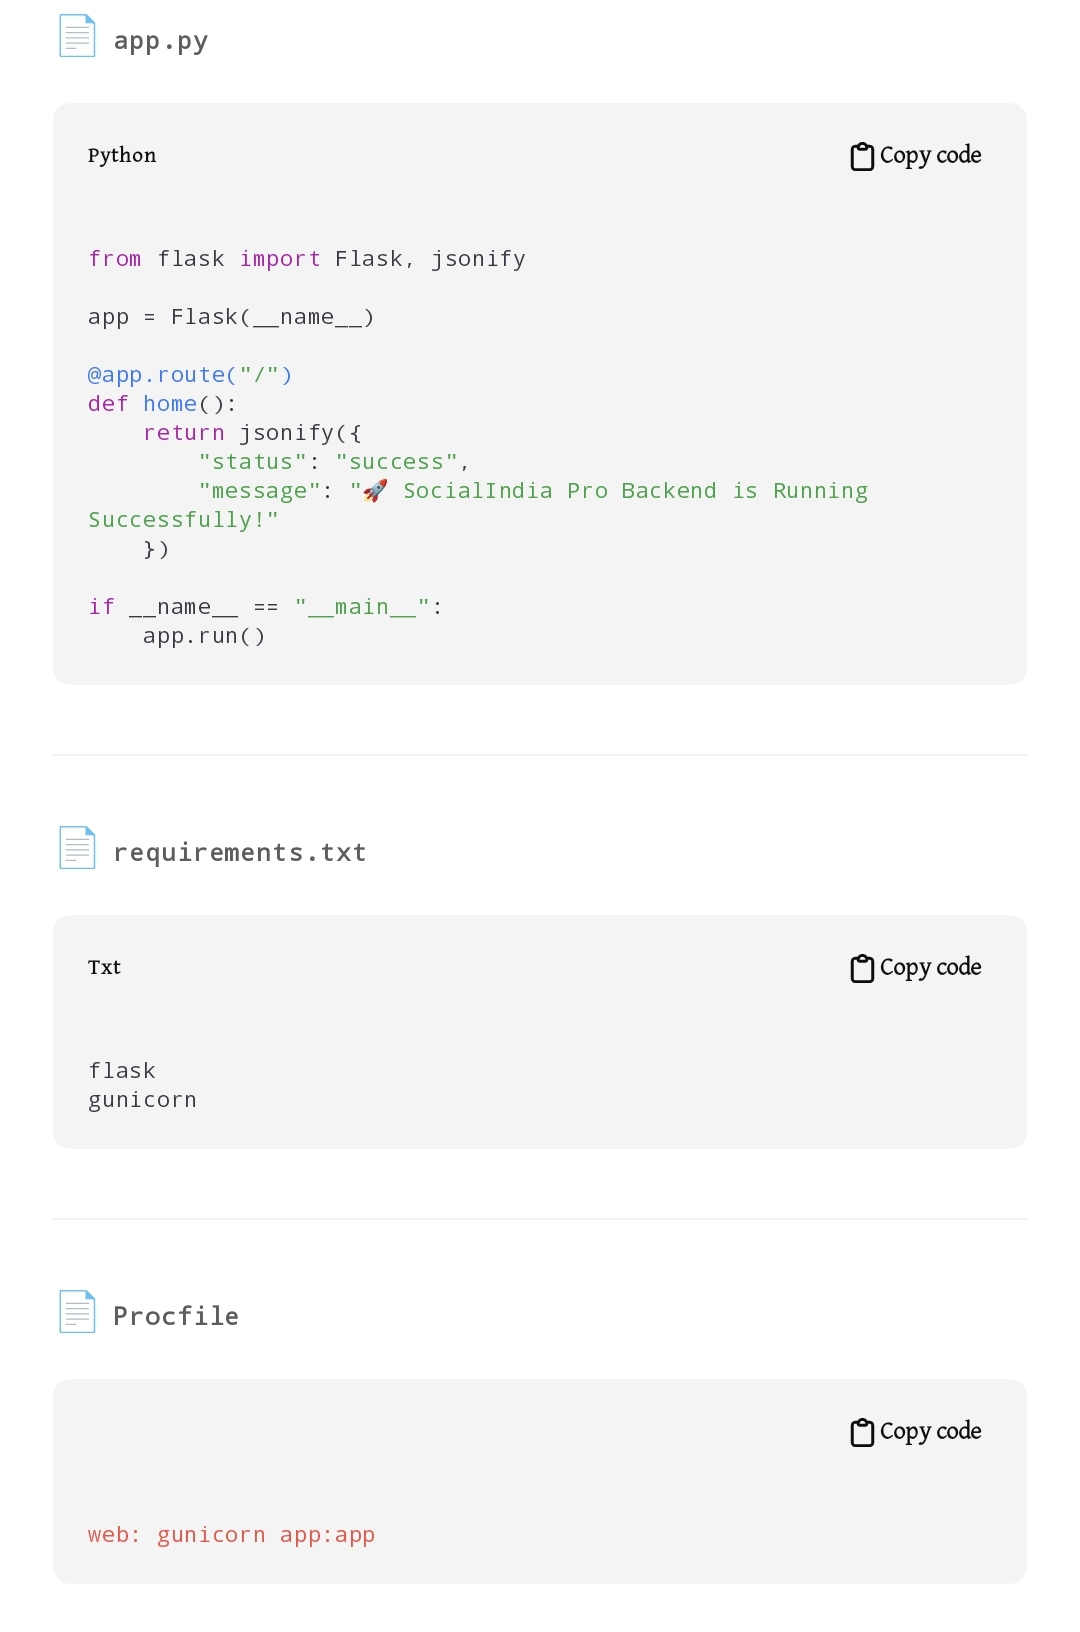 📄 app.py
Python
Copy code
from flask import Flask, jsonify
app = Flask(__name__)
@app.route("/")
def home():
    return jsonify({
        "status": "success",
        "message": "🚀 SocialIndia Pro Backend is Running
Successfully!"
    })
if __name__ == "__main__":
    app.run()
📄 requirements.txt
Txt
Copy code
flask
gunicorn
📄 Procfile
Copy code
web: gunicorn app:app